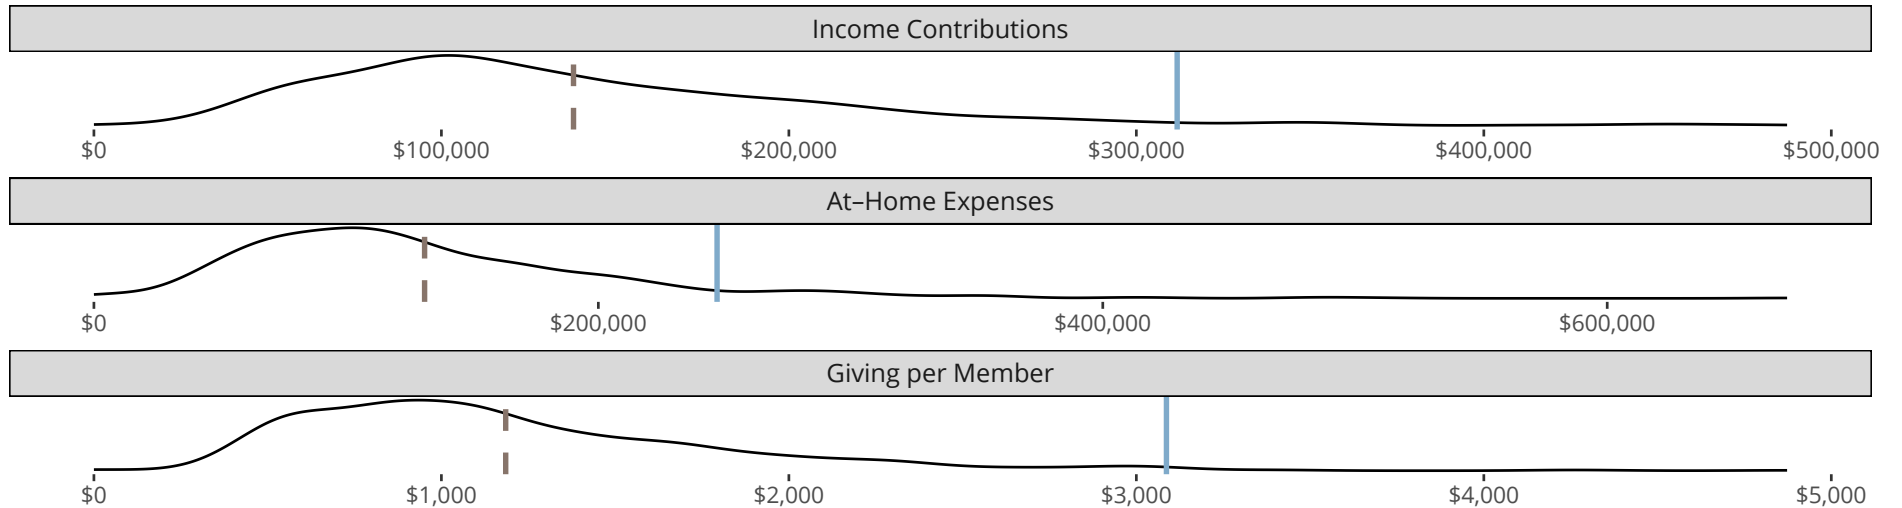 Income Contributions
$0 $100,000 $200,000 $300,000 $400,000 $500,000
At–Home Expenses
$0 $200,000 $400,000 $600,000
Giving per Member
$0 $1,000 $2,000 $3,000 $4,000 $5,000